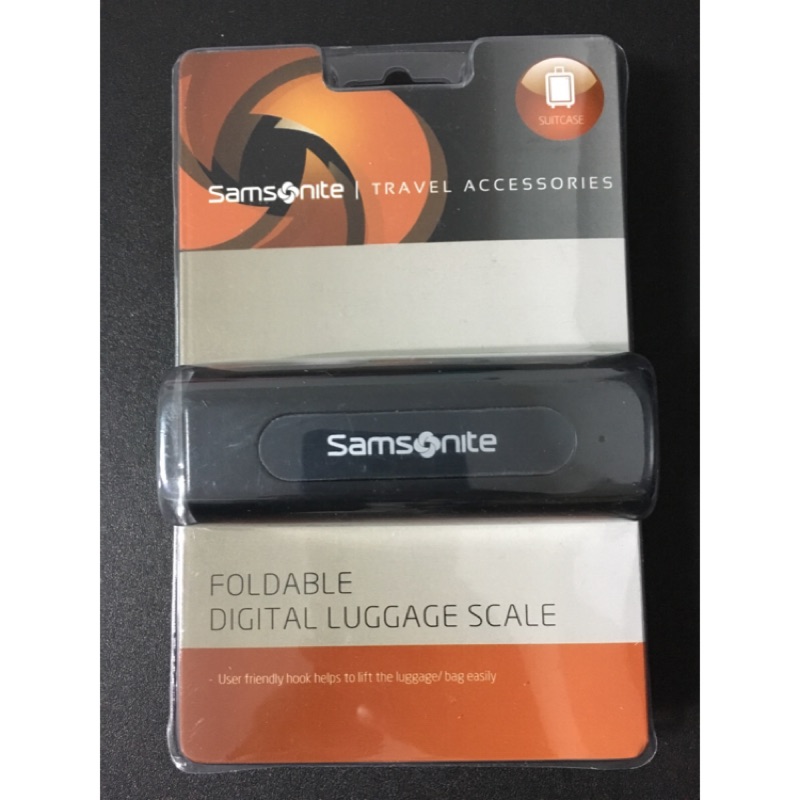 SUITCASE
Samsonite | TRAVEL ACCESSORIES
Samsonite
FOLDABLE
DIGITAL LUGGAGE SCALE
- User friendly hook helps to lift the luggage/ bag easily